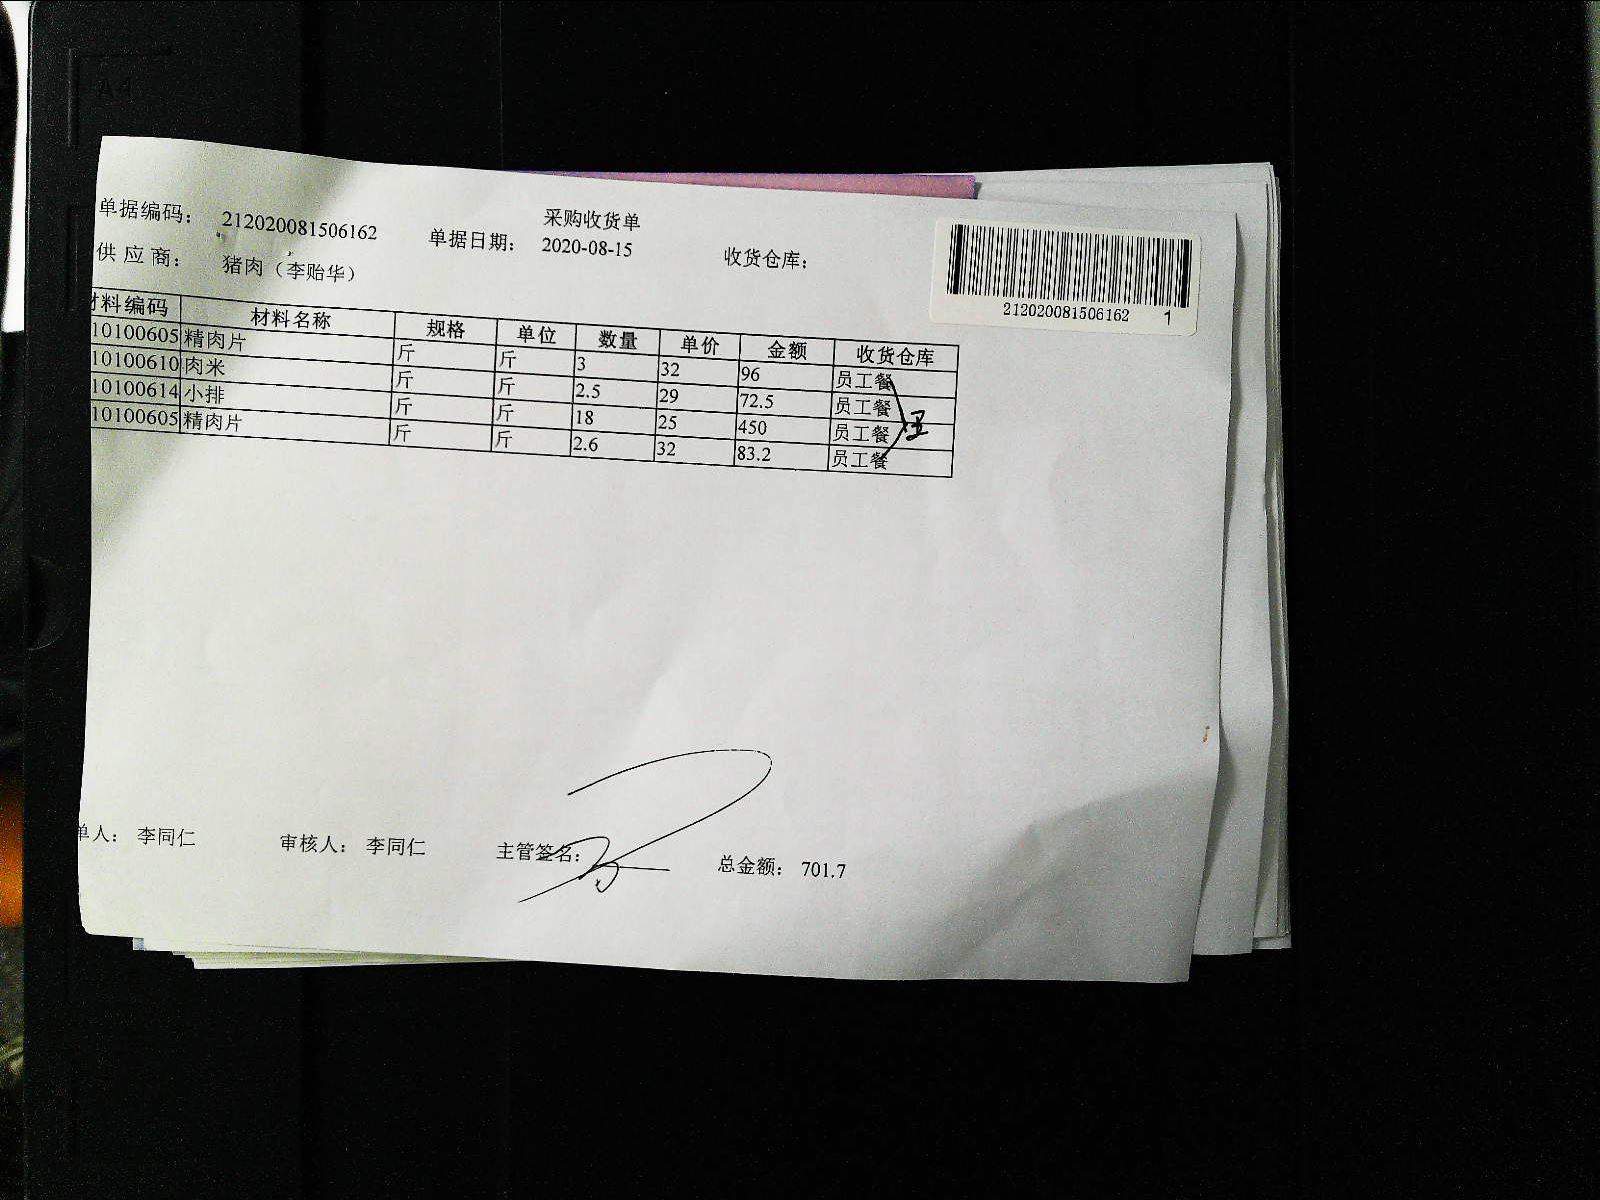 采购收货单
单据编码： 212020081506162 单据日期： 2020-08-15 收货仓库：
供应商： 猪肉（李贻华）
212020081506162 1
材料编码 材料名称 规格 单位 数量 单价 金额 收货仓库
10100605 精肉片 斤 斤 3 32 96 员工餐
10100610 肉米 斤 斤 2.5 29 72.5 员工餐
10100614 小排 斤 斤 18 25 450 员工餐
10100605 精肉片 斤 斤 2.6 32 83.2 员工餐
单人： 李同仁 审核人： 李同仁 主管签名： 总金额： 701.7